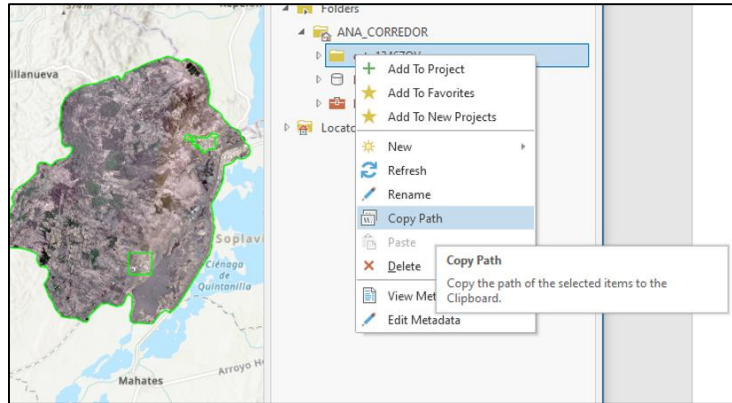 Folders
ANA_CORREDOR
Locato
Add To Project
Add To Favorites
Add To New Projects
New
Refresh
Rename
Copy Path
Paste
Delete
View Met
Edit Metadata
Copy Path
Copy the path of the selected items to the
Clipboard.
llanueva
Soplavi
Ciénaga
de
Quintanilla
Mahates
Arroyo H